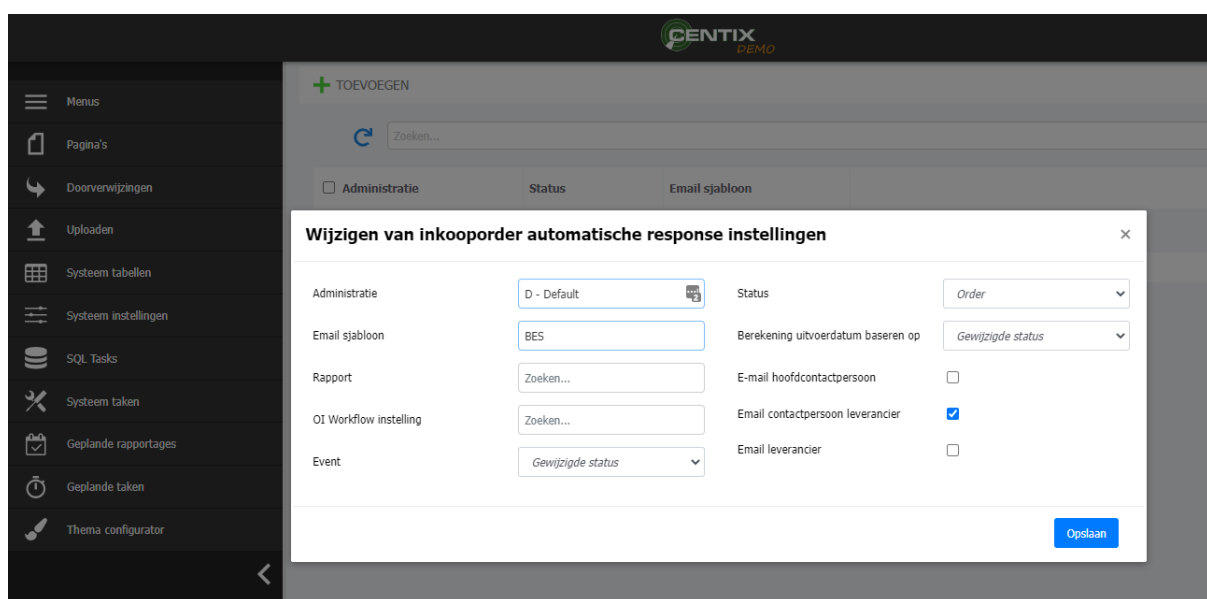 CENTIX
DEMO
Menus
Pagina's
Doorverwijzingen
Uploaden
Systeem tabellen
Systeem instellingen
SQL Tasks
Systeem taken
Geplande rapportages
Geplande taken
Thema configurator
TOEVOEGEN
Zoeken...
Administratie Status Email sjabloon
Wijzigen van inkooporder automatische response instellingen ×
Administratie D - Default 2
Email sjabloon BES
Rapport Zoeken...
OI Workflow instelling Zoeken...
Event Gewijzigde status
Status Order
Berekening uitvoerdatum baseren op Gewijzigde status
E-mail hoofdcontactpersoon
Email contactpersoon leverancier
Email leverancier
Opslaan